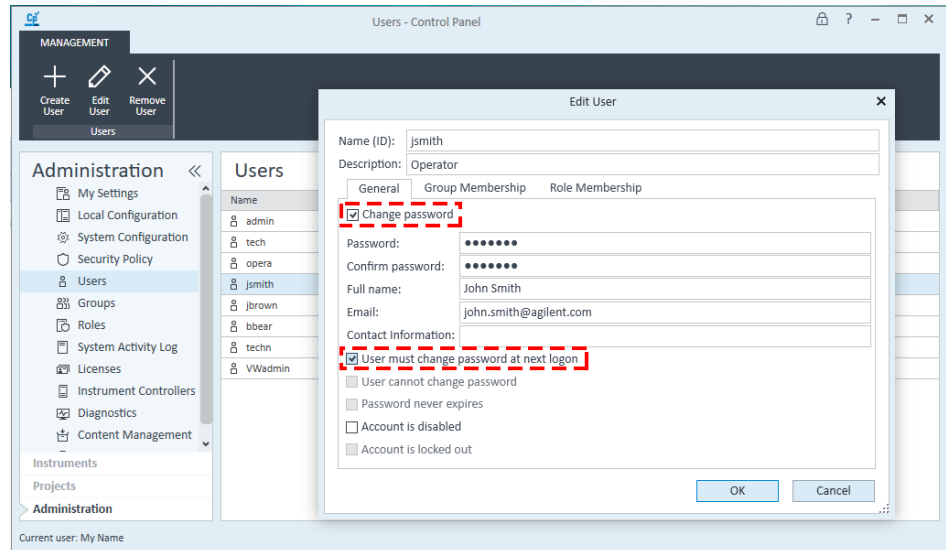 Cp
Users - Control Panel
?
MANAGEMENT
Create User
Edit User
Remove User
Users
Edit User
Name (ID): jsmith
Description: Operator
General Group Membership Role Membership
Change password
Password: •••••••
Confirm password: •••••••
Full name: John Smith
Email: john.smith@agilent.com
Contact Information:
User must change password at next logon
User cannot change password
Password never expires
Account is disabled
Account is locked out
OK Cancel
Administration
My Settings
Local Configuration
System Configuration
Security Policy
Users
Groups
Roles
System Activity Log
Licenses
Instrument Controllers
Diagnostics
Content Management
Instruments
Projects
Administration
Users
Name
admin
tech
opera
jsmith
jbrown
bbear
techn
VWadmin
Current user: My Name